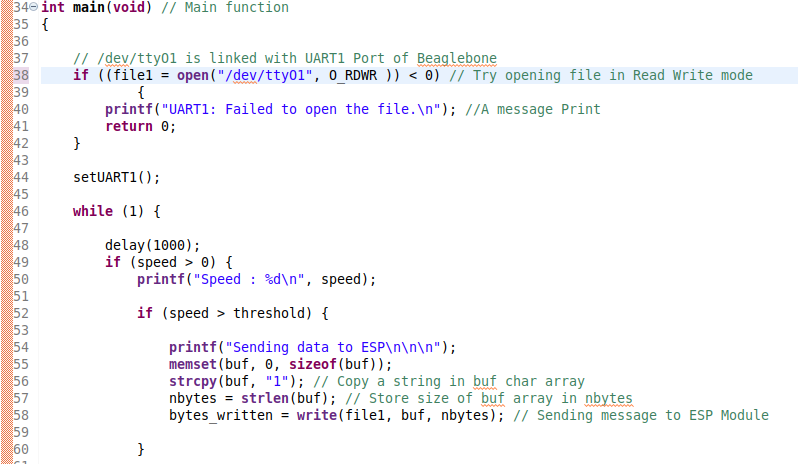 34 int main(void) // Main function
35 {
36
37     // /dev/ttyO1 is linked with UART1 Port of Beaglebone
38     if ((file1 = open("/dev/ttyO1", O_RDWR )) < 0) // Try opening file in Read Write mode
39             {
40         printf("UART1: Failed to open the file.\n"); //A message Print
41         return 0;
42     }
43
44     setUART1();
45
46     while (1) {
47
48         delay(1000);
49         if (speed > 0) {
50             printf("Speed : %d\n", speed);
51
52             if (speed > threshold) {
53
54                 printf("Sending data to ESP\n\n\n");
55                 memset(buf, 0, sizeof(buf));
56                 strcpy(buf, "1"); // Copy a string in buf char array
57                 nbytes = strlen(buf); // Store size of buf array in nbytes
58                 bytes_written = write(file1, buf, nbytes); // Sending message to ESP Module
59
60             }